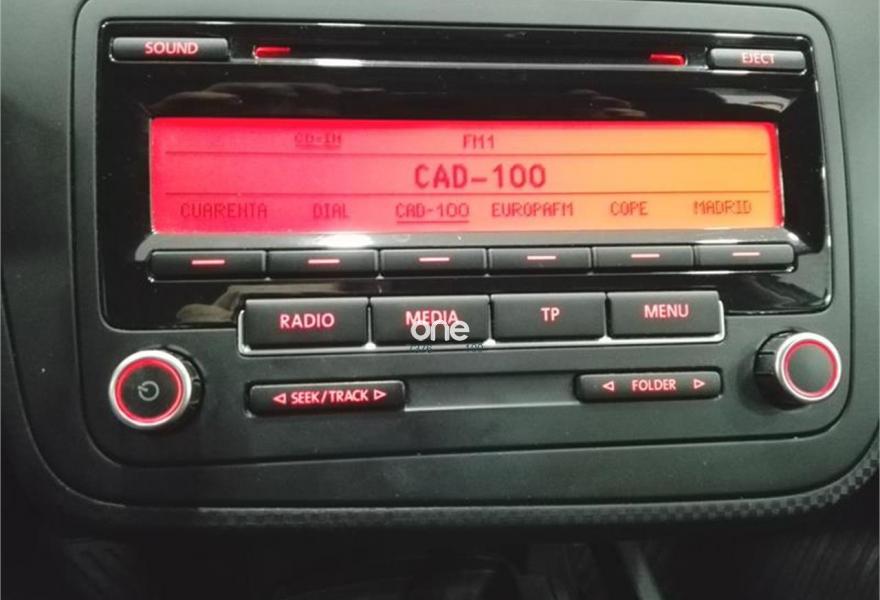 SOUND EJECT
CD-IN FM1
CAD-100
CUARENTA DIAL CAD-100 EUROPAFM COPE MADRID
RADIO MEDIA TP MENU
one
SEEK/TRACK FOLDER